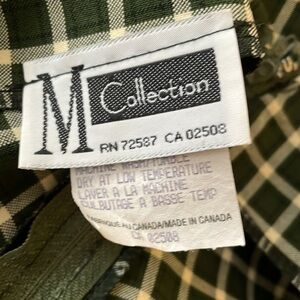 M Collection
RN 72587 CA 02508
MACHINE WASHABLE
DRY AT LOW TEMPERATURE
LAVER A LA MACHINE
CULBUTAGE A BASSE TEMP
FABRIQUE AU CANADA/MADE IN CANADA
CA 02508